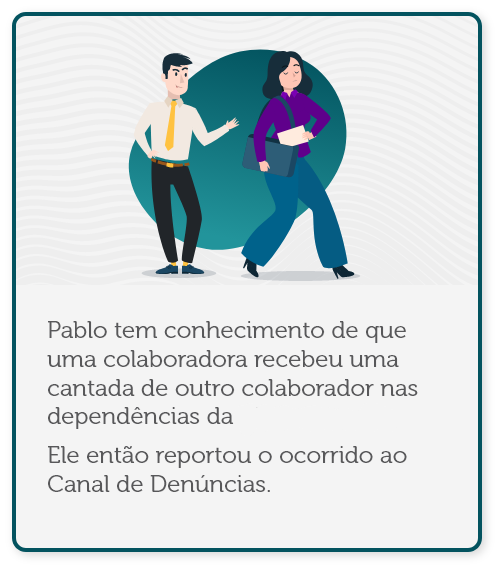 Pablo tem conhecimento de que
uma colaboradora recebeu uma
cantada de outro colaborador nas
dependências da
Ele então reportou o ocorrido ao
Canal de Denúncias.